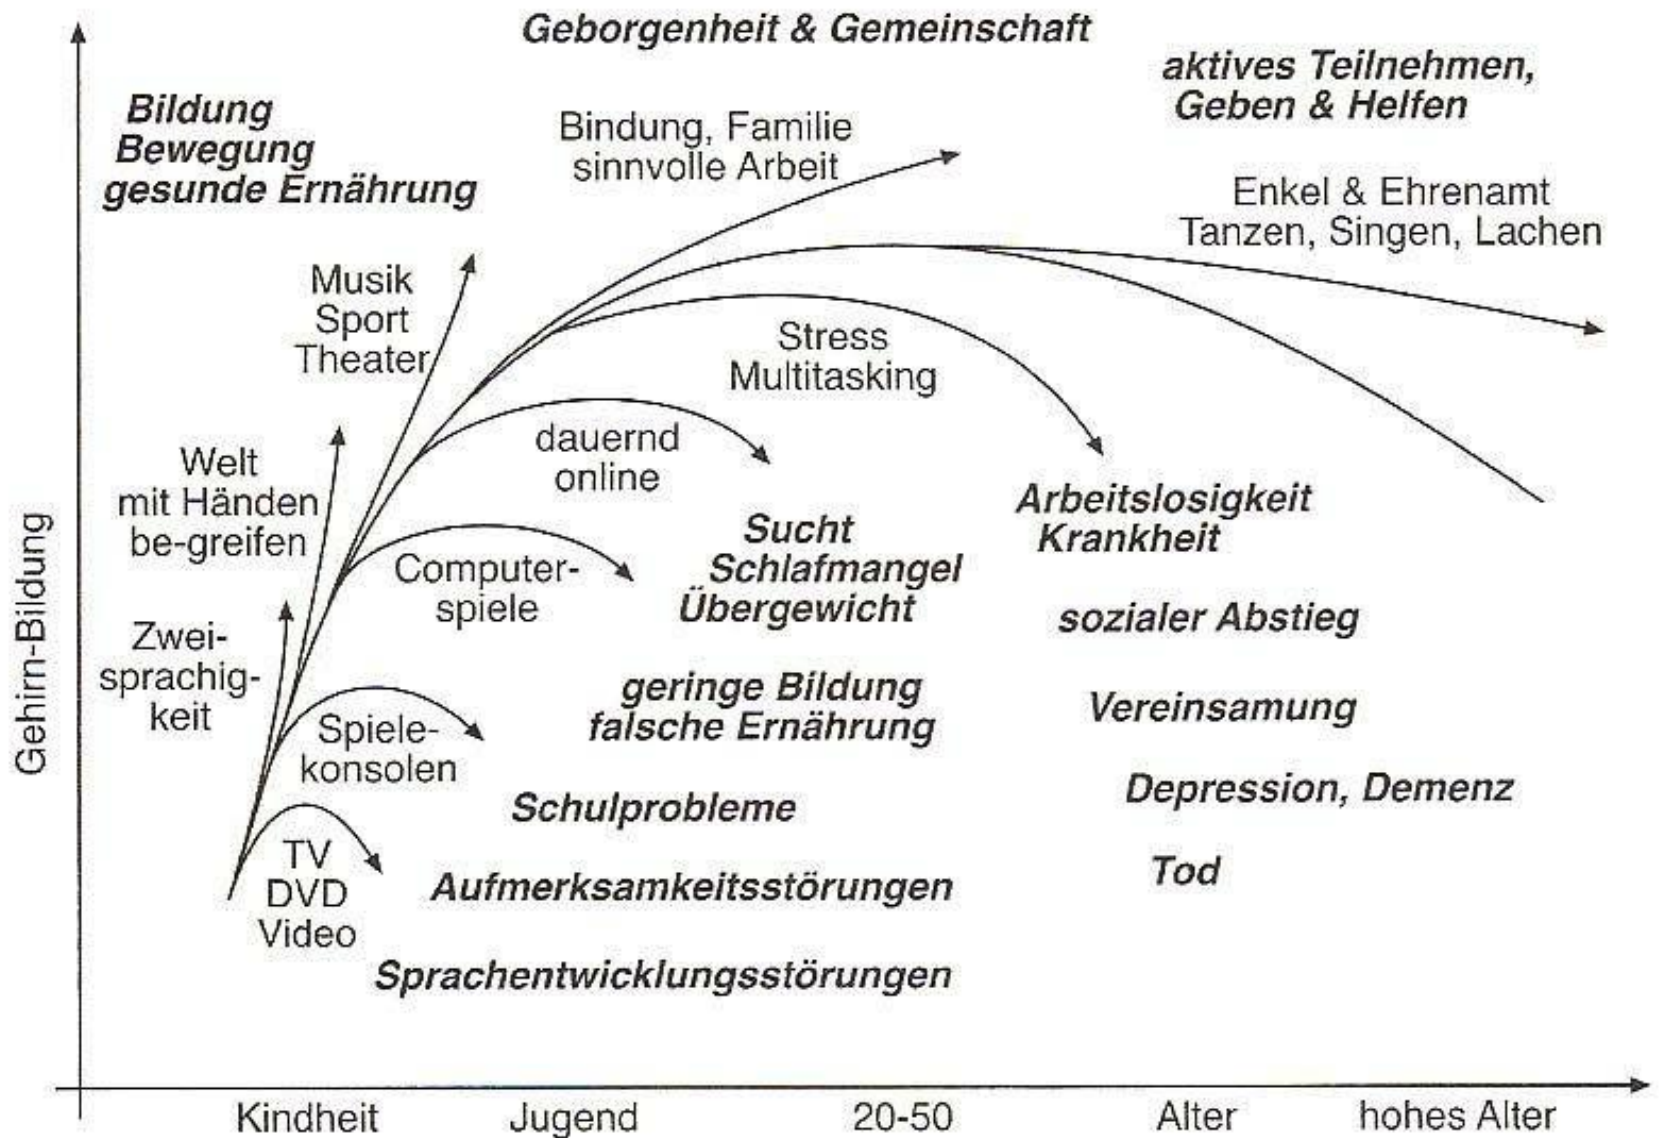 Geborgenheit & Gemeinschaft
aktives Teilnehmen,
Geben & Helfen
Bildung
Bewegung
gesunde Ernährung
Bindung, Familie
sinnvolle Arbeit
Enkel & Ehrenamt
Tanzen, Singen, Lachen
Musik
Sport
Theater
Stress
Multitasking
Welt
mit Händen
be-greifen
dauernd
online
Arbeitslosigkeit
Krankheit
Sucht
Schlafmangel
Übergewicht
Computer-
spiele
Zwei-
sprachig-
keit
sozialer Abstieg
geringe Bildung
falsche Ernährung
Vereinsamung
Spiele-
konsolen
Schulprobleme
Depression, Demenz
TV
DVD
Video
Aufmerksamkeitsstörungen
Tod
Sprachentwicklungsstörungen
Gehirn-Bildung
Kindheit
Jugend
20-50
Alter
hohes Alter